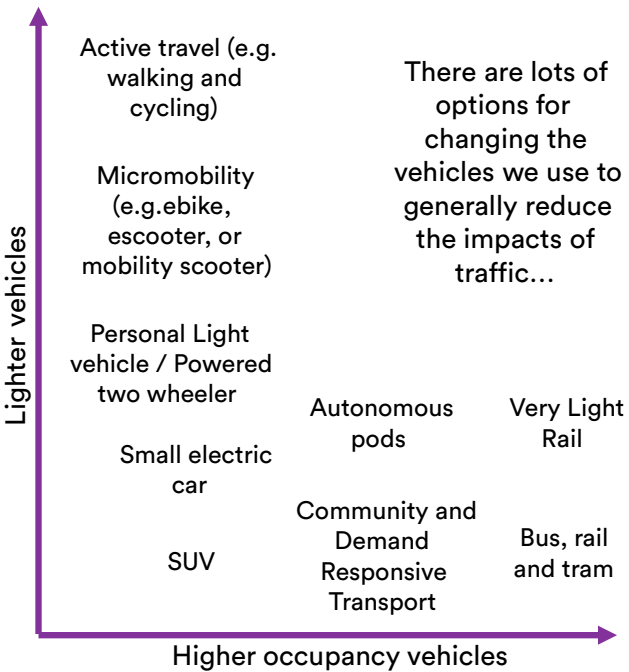 Active travel (e.g.
walking and
cycling)
There are lots of
options for
changing the
vehicles we use to
generally reduce
the impacts of
traffic...
Micromobility
(e.g.ebike,
escooter, or
mobility scooter)
Lighter vehicles
Personal Light
vehicle / Powered
two wheeler
Autonomous
pods
Very Light
Rail
Small electric
car
Community and
Demand
Responsive
Transport
SUV
Bus, rail
and tram
Higher occupancy vehicles